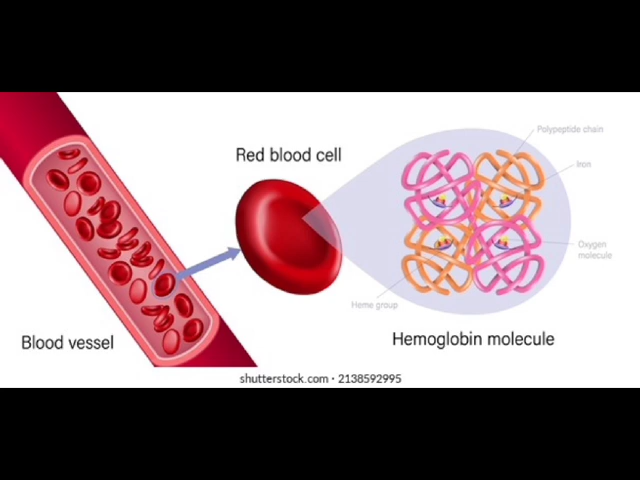 Polypeptide chain
Red blood cell
Iron
Oxygen
molecule
Heme group
Blood vessel
Hemoglobin molecule
shutterstock.com · 2138592995